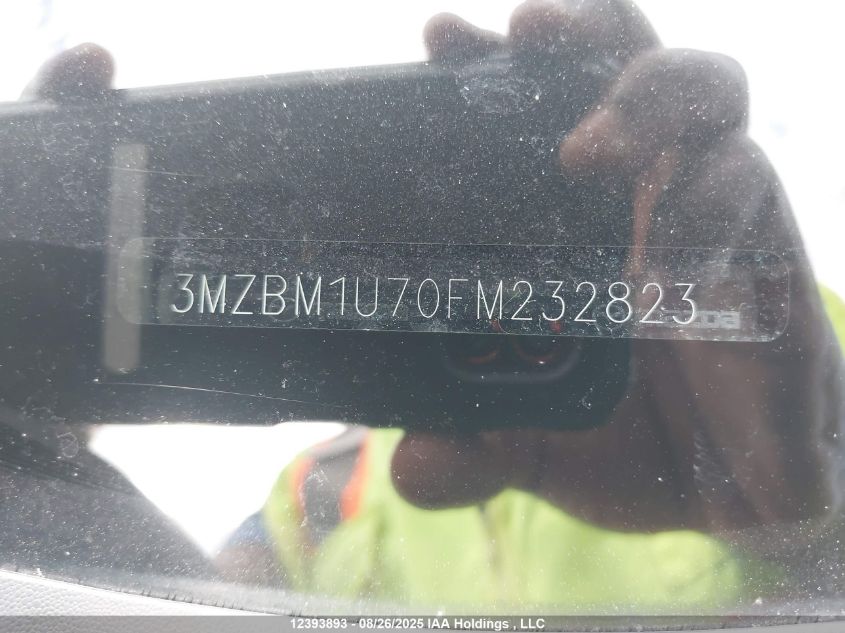 3MZBM1U70FM232823
12393893 - 08/26/2025 IAA Holdings , LLC